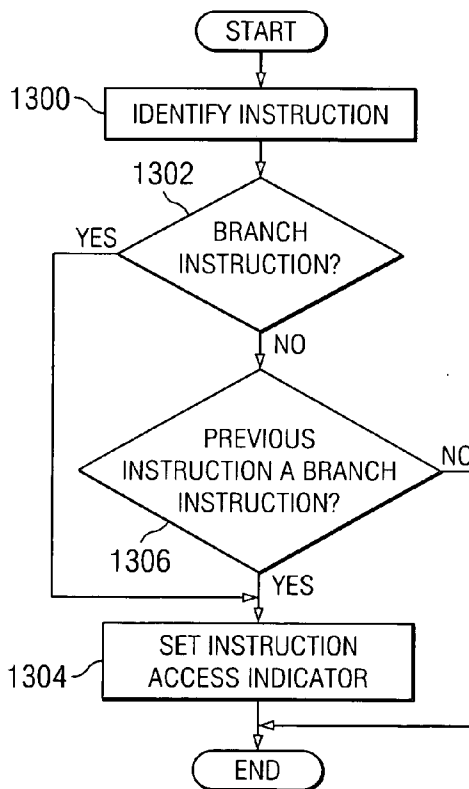 START
1300
IDENTIFY INSTRUCTION
1302
YES
BRANCH
INSTRUCTION?
NO
PREVIOUS
INSTRUCTION A BRANCH
INSTRUCTION?
NO
1306
YES
SET INSTRUCTION
ACCESS INDICATOR
1304
END